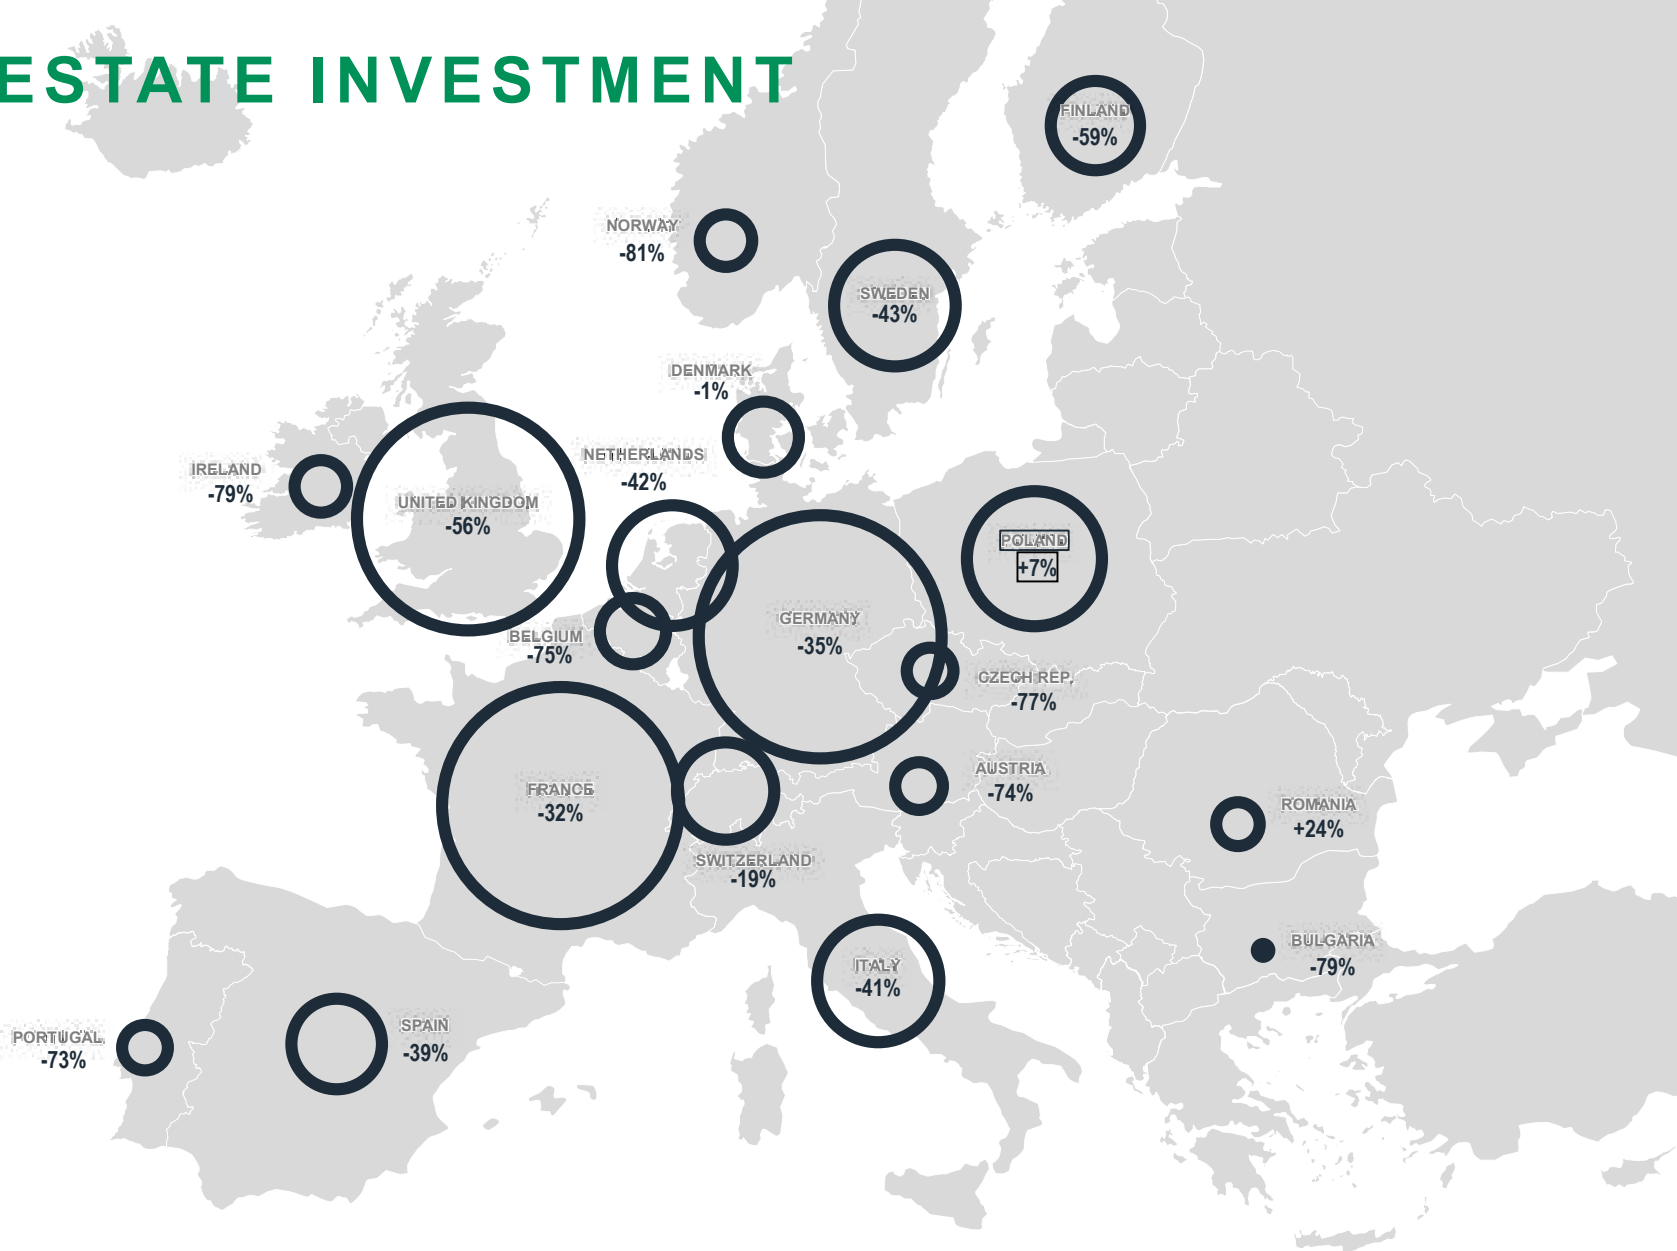 ESTATE INVESTMENT
FINLAND
-59%
NORWAY
-81%
SWEDEN
-43%
DENMARK
-1%
NETHERLANDS
-42%
IRELAND
-79%
UNITED KINGDOM
-56%
POLAND
+7%
GERMANY
-35%
BELGIUM
-75%
CZECH REP.
-77%
AUSTRIA
-74%
FRANCE
-32%
ROMANIA
+24%
SWITZERLAND
-19%
BULGARIA
-79%
ITALY
-41%
SPAIN
-39%
PORTUGAL
-73%